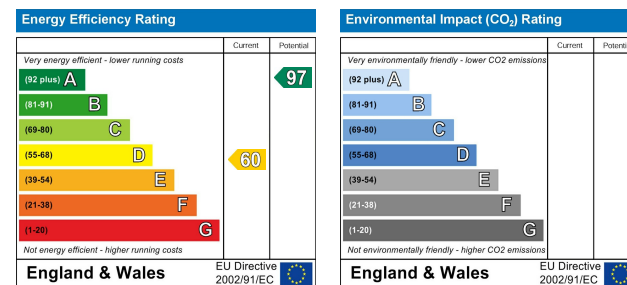 Energy Efficiency Rating
Current Potential
Very energy efficient - lower running costs
(92 plus) A
97
(81-91) B
(69-80) C
(55-68) D
60
(39-54) E
(21-38) F
(1-20) G
Not energy efficient - higher running costs
England & Wales
EU Directive
2002/91/EC
Environmental Impact (CO₂) Rating
Current Potential
Very environmentally friendly - lower CO2 emissions
(92 plus) A
(81-91) B
(69-80) C
(55-68) D
(39-54) E
(21-38) F
(1-20) G
Not environmentally friendly - higher CO2 emissions
England & Wales
EU Directive
2002/91/EC